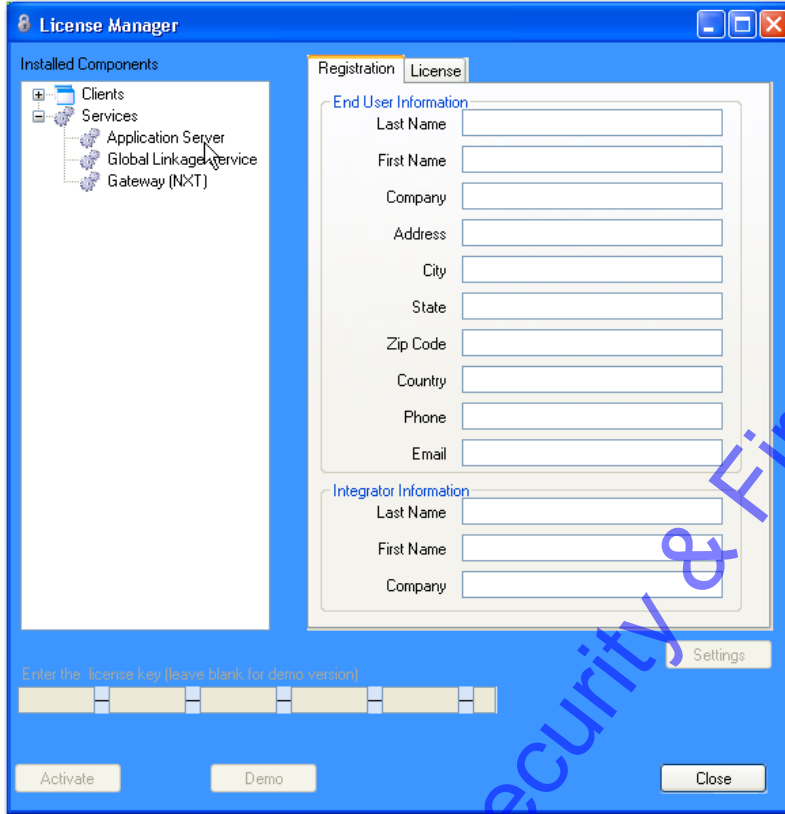 License Manager
Installed Components
Clients
Services
Application Server
Global Linkage Service
Gateway (NXT)
Registration License
End User Information
Last Name
First Name
Company
Address
City
State
Zip Code
Country
Phone
Email
Integrator Information
Last Name
First Name
Company
Settings
Enter the license key (leave blank for demo version)
Activate Demo Close
ecurity & Fi